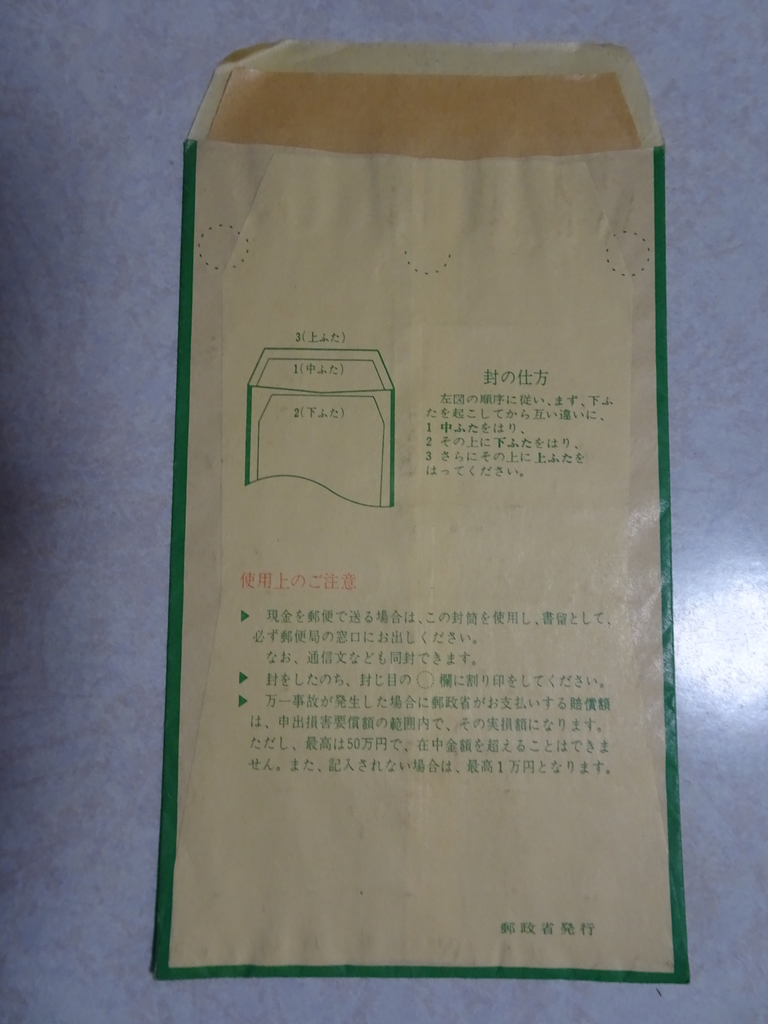 3(上ふた)
1(中ふた)
2(下ふた)
封の仕方
左図の順序に従い、まず、下ふ
たを起こしてから互い違いに、
1 中ふたをはり、
2 その上に下ふたをはり、
3 さらにその上に上ふたを
はってください。
使用上のご注意
▶ 現金を郵便で送る場合は、この封筒を使用し、書留として、
必ず郵便局の窓口にお出しください。
なお、通信文なども同封できます。
▶ 封をしたのち、封じ目の◌欄に割り印をしてください。
▶ 万一事故が発生した場合に郵政省がお支払いする賠償額
は、申出損害要償額の範囲内で、その実損額になります。
ただし、最高は50万円で、在中金額を超えることはできま
せん。また、記入されない場合は、最高1万円となります。
郵政省発行